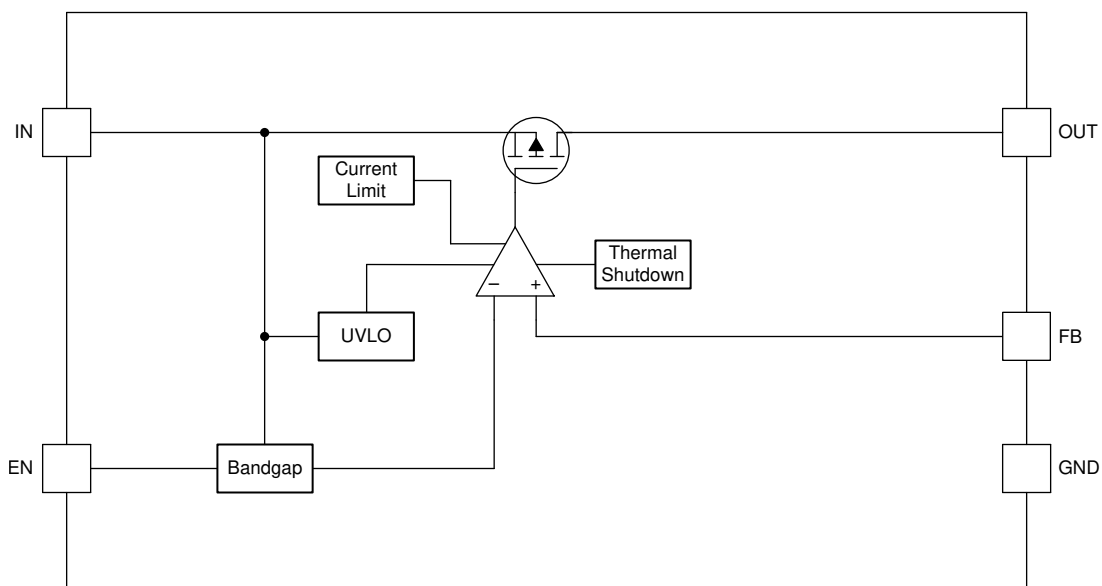 IN
OUT
Current
Limit
Thermal
Shutdown
− +
UVLO
FB
EN
Bandgap
GND